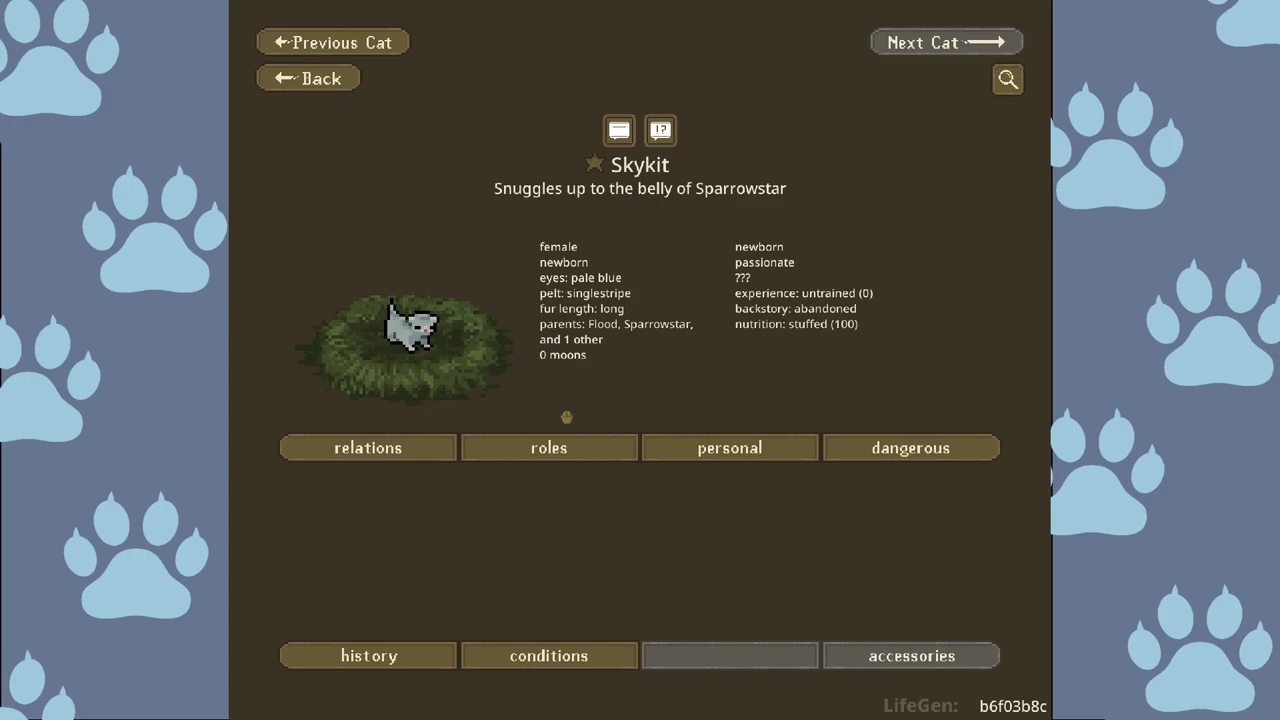 Previous Cat
Next Cat
Back
!?
Skykit
Snuggles up to the belly of Sparrowstar
female
newborn
eyes: pale blue
pelt: singlestripe
fur length: long
parents: Flood, Sparrowstar,
and 1 other
0 moons
newborn
passionate
???
experience: untrained (0)
backstory: abandoned
nutrition: stuffed (100)
relations
roles
personal
dangerous
history
conditions
accessories
LifeGen: b6f03b8c